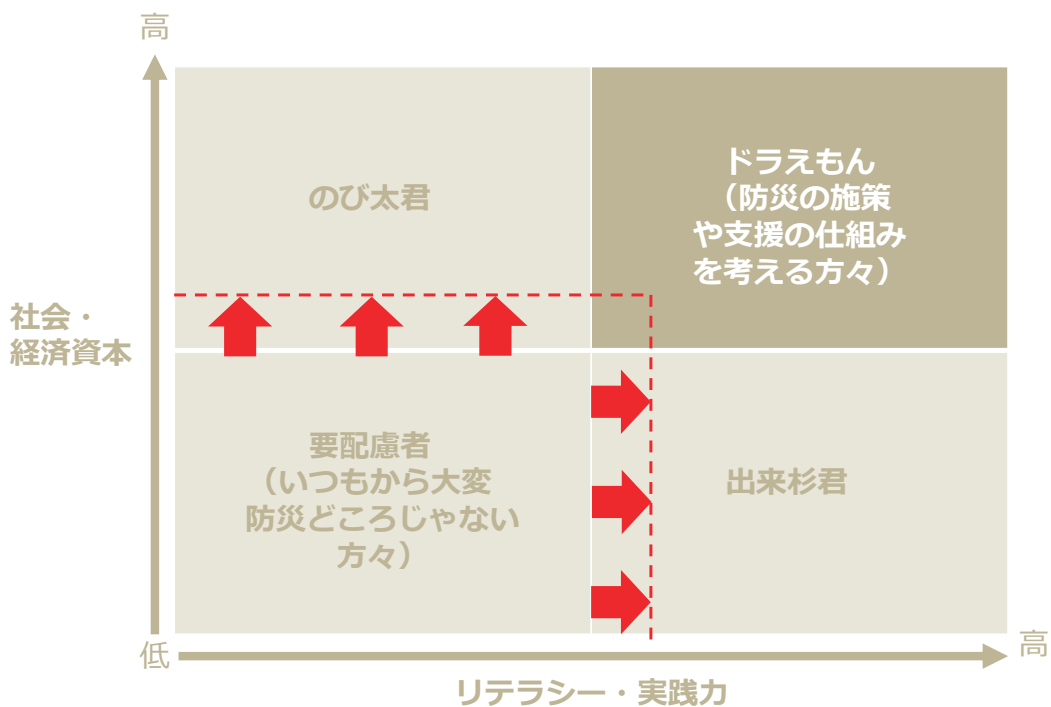 高
のび太君
ドラえもん
（防災の施策
や支援の仕組み
を考える方々）
社会・
経済資本
要配慮者
（いつもから大変
防災どころじゃない
方々）
出来杉君
低
高
リテラシー・実践力